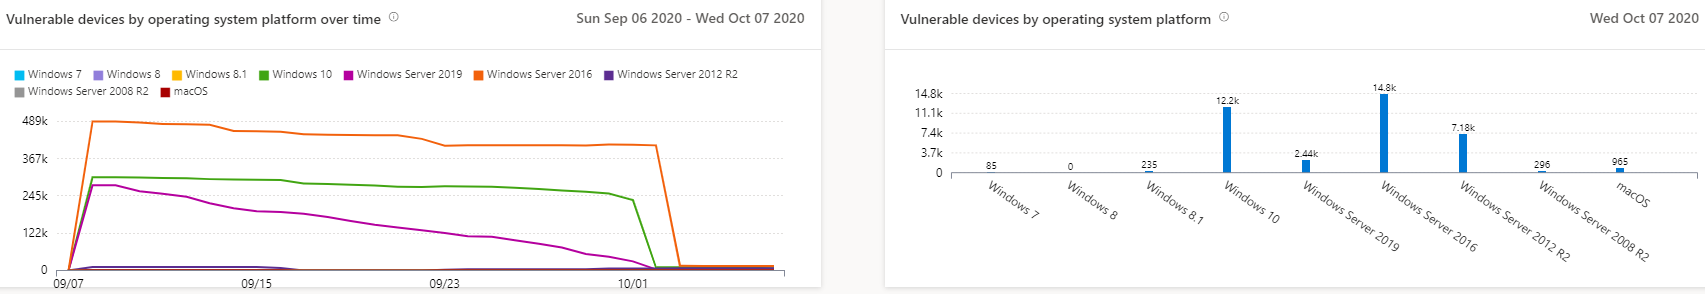 Vulnerable devices by operating system platform over time
Sun Sep 06 2020 - Wed Oct 07 2020
Windows 7 Windows 8 Windows 8.1 Windows 10 Windows Server 2019 Windows Server 2016 Windows Server 2012 R2
Windows Server 2008 R2 macOS
489k
367k
245k
122k
0
09/07 09/15 09/23 10/01
Vulnerable devices by operating system platform
Wed Oct 07 2020
14.8k
11.1k
7.4k
3.7k
0
85 0 235 12.2k 2.44k 14.8k 7.18k 296 965
Windows 7
Windows 8
Windows 8.1
Windows 10
Windows Server 2019
Windows Server 2016
Windows Server 2012 R2
Windows Server 2008 R2
macOS